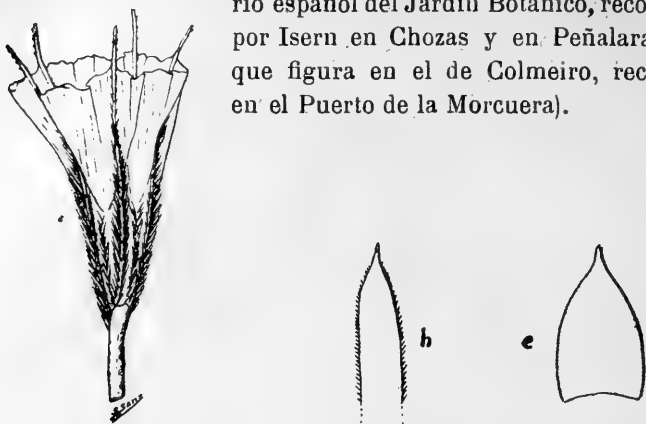 rio español del Jardín Botánico, reco
por Isern en Chozas y en Peñalara
que figura en el de Colmeiro, rec
en el Puerto de la Morcuera).
h
e